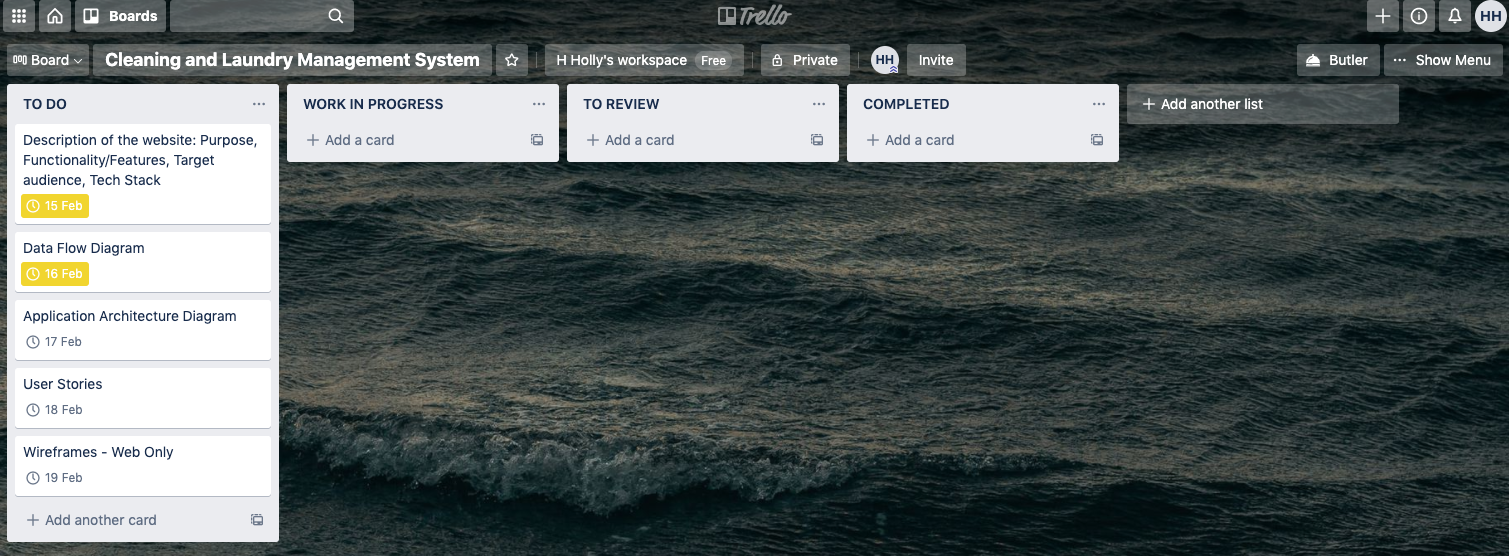 Boards
Trello
HH
Board
Cleaning and Laundry Management System
H Holly's workspace Free
Private
HH
Invite
Butler
··· Show Menu
TO DO
Description of the website: Purpose,
Functionality/Features, Target
audience, Tech Stack
15 Feb
Data Flow Diagram
16 Feb
Application Architecture Diagram
17 Feb
User Stories
18 Feb
Wireframes - Web Only
19 Feb
+ Add another card
WORK IN PROGRESS
+ Add a card
TO REVIEW
+ Add a card
COMPLETED
+ Add a card
+ Add another list